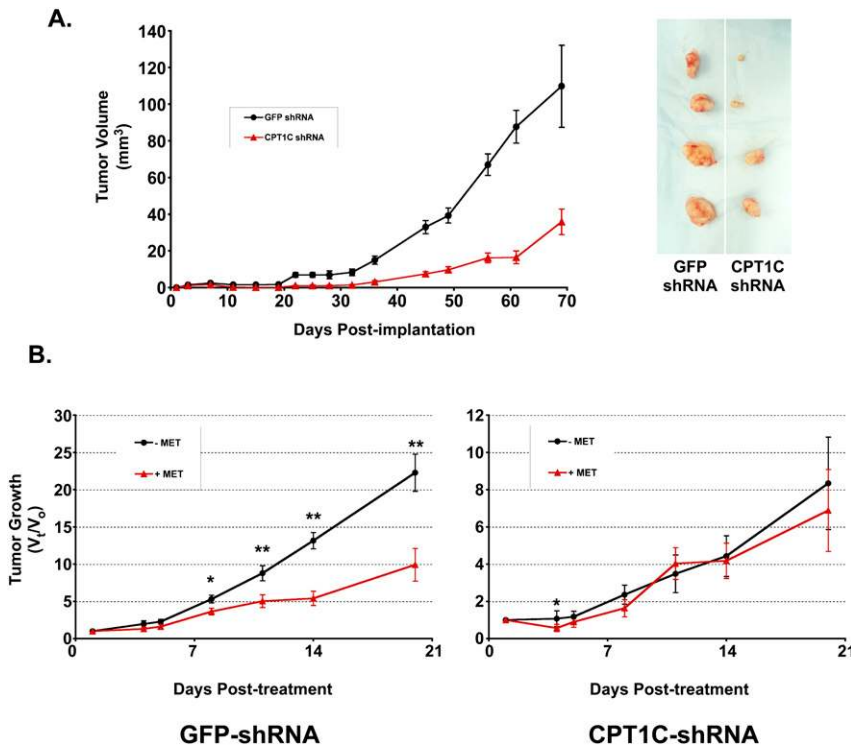 A.
140
120
100
80
60
40
20
0
Tumor Volume
(mm³)
GFP shRNA
CPT1C shRNA
0 10 20 30 40 50 60 70
Days Post-implantation
GFP
shRNA
CPT1C
shRNA
B.
30
25
20
15
10
5
0
Tumor Growth
(Vt/Vo)
- MET
+ MET
*
**
**
**
0 7 14 21
Days Post-treatment
GFP-shRNA
12
10
8
6
4
2
0
- MET
+ MET
*
0 7 14 21
Days Post-treatment
CPT1C-shRNA